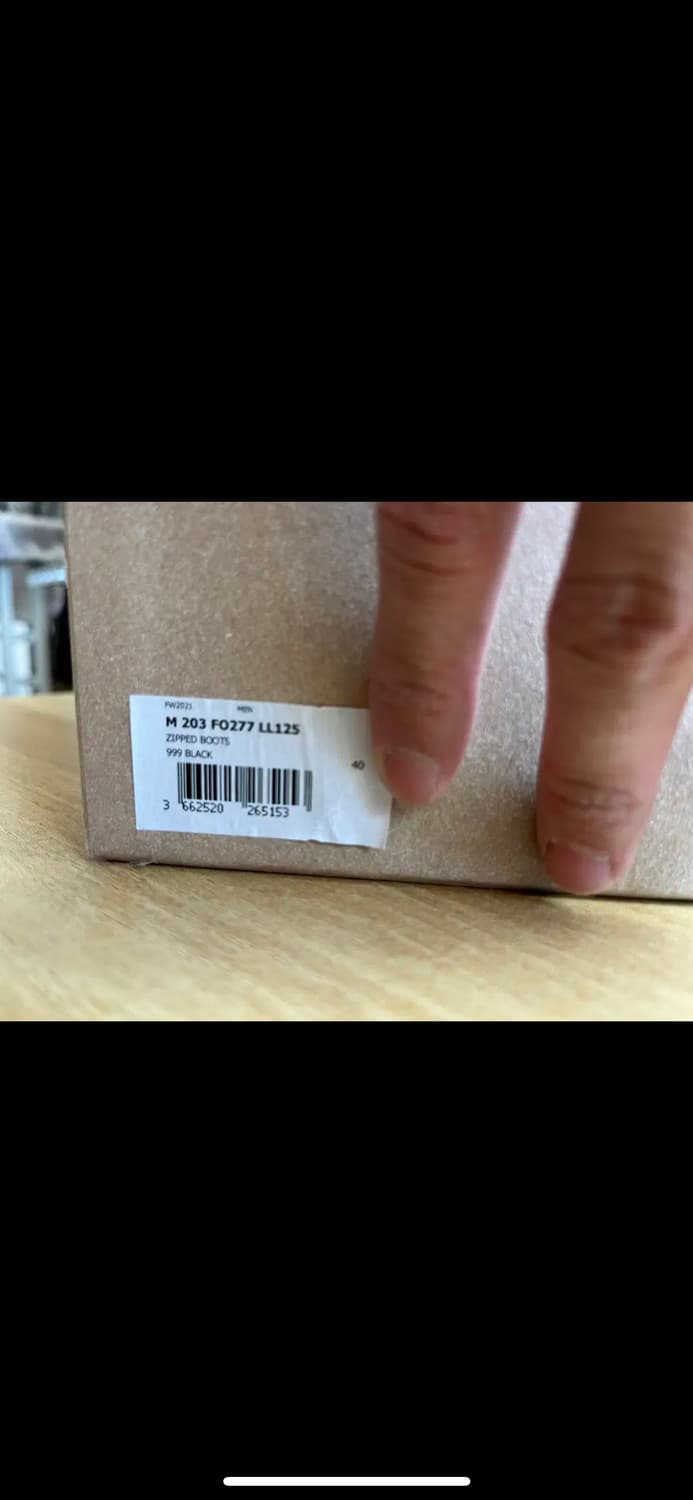 FW2021 MEN
M 203 FO277 LL125
ZIPPED BOOTS
999 BLACK
40
3 662520 265153